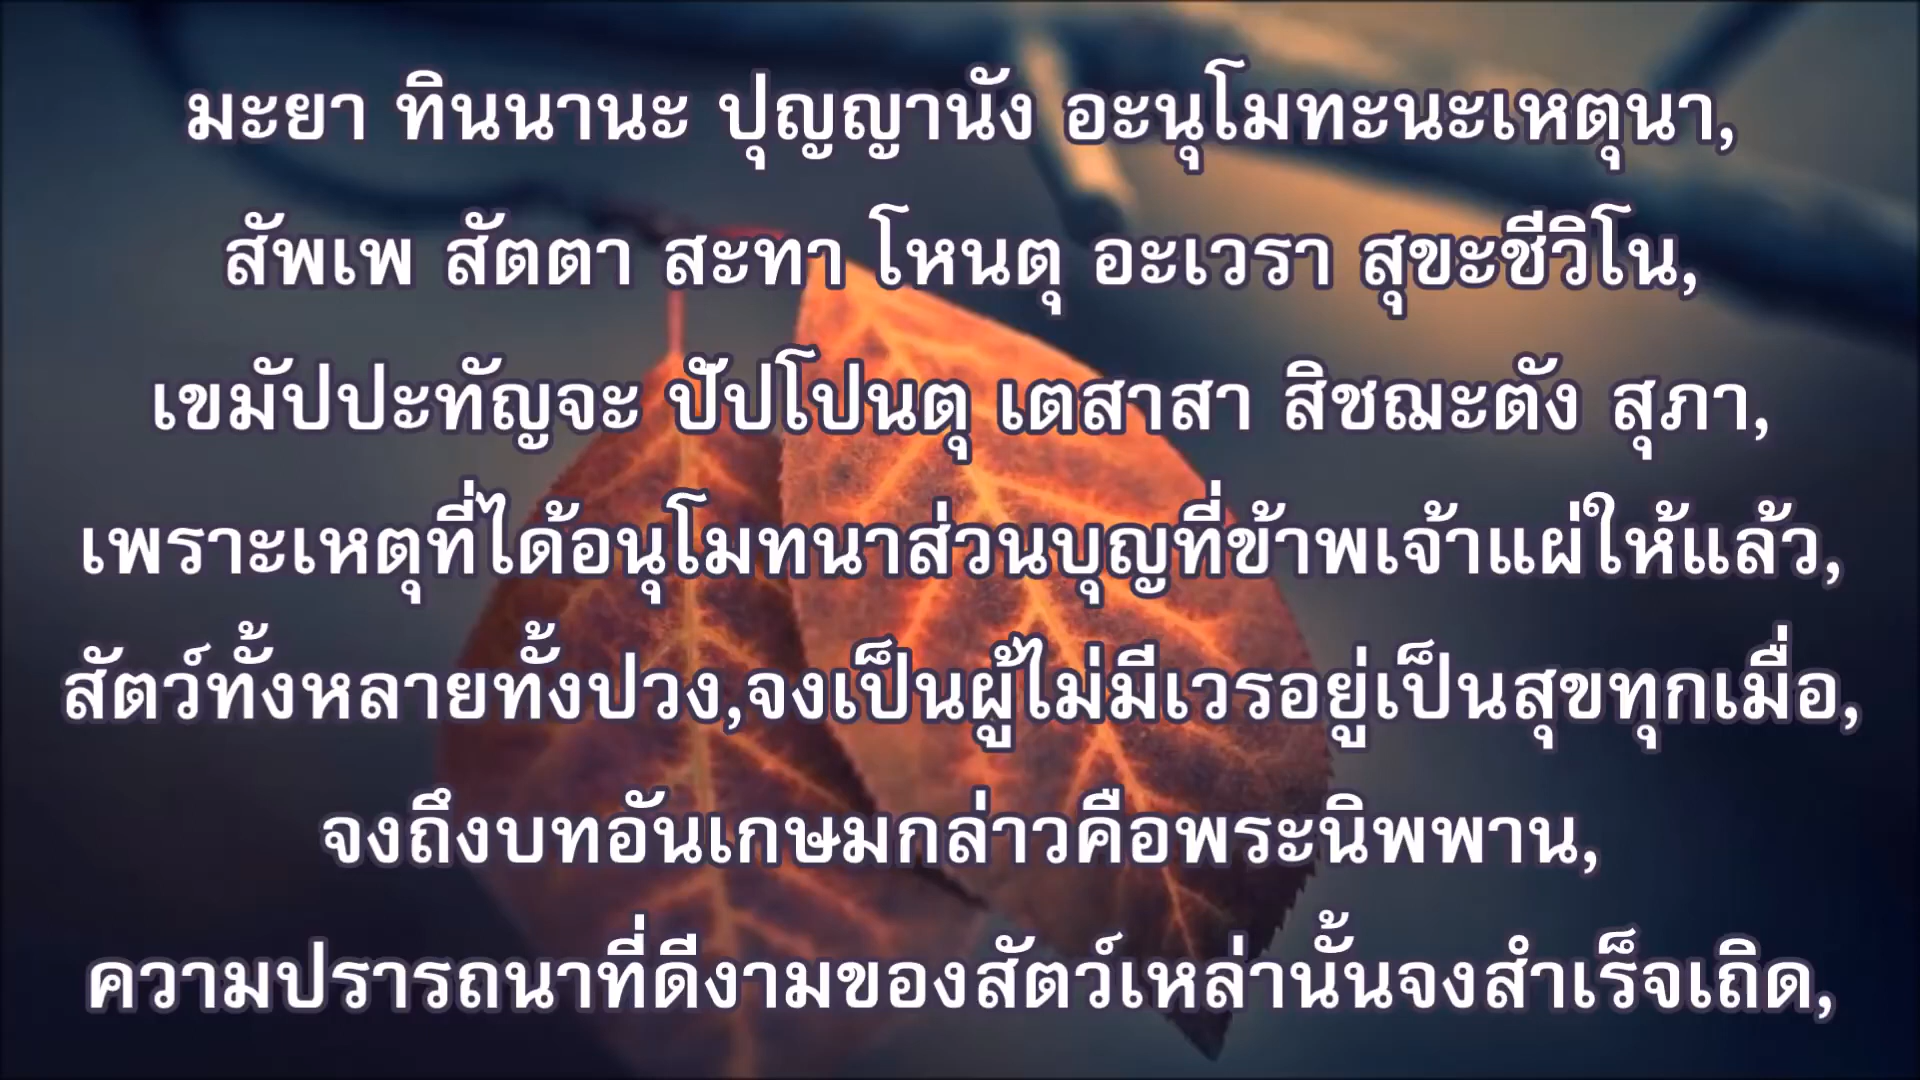 มะยา ทินนานะ ปุญญานัง อะนุโมทะนะเหตุนา,
สัพเพ สัตตา สะทา โหนตุ อะเวรา สุขะชีวิโน,
เขมัปปะทัญจะ ปัปโปนตุ เตสาสา สิชฌะตัง สุภา,
เพราะเหตุที่ได้อนุโมทนาส่วนบุญที่ข้าพเจ้าแผ่ให้แล้ว,
สัตว์ทั้งหลายทั้งปวง,จงเป็นผู้ไม่มีเวรอยู่เป็นสุขทุกเมื่อ,
จงถึงบทอันเกษมกล่าวคือพระนิพพาน,
ความปรารถนาที่ดีงามของสัตว์เหล่านั้นจงสำเร็จเถิด,